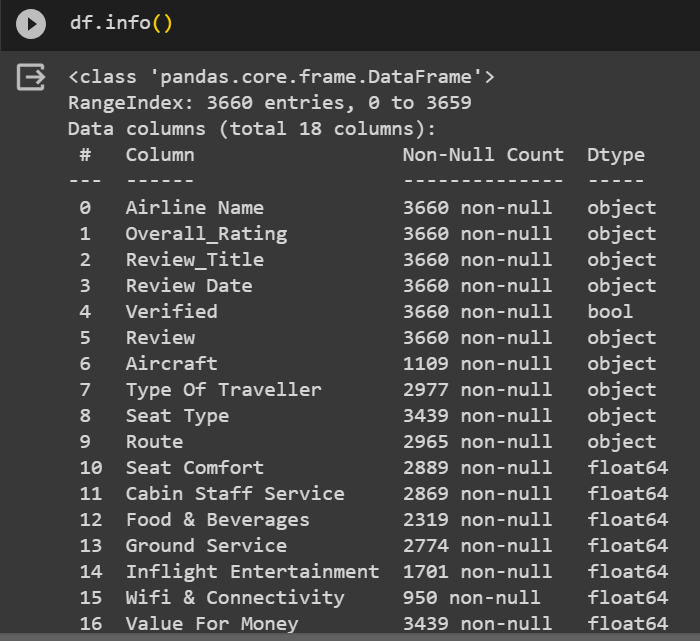 df.info()
<class 'pandas.core.frame.DataFrame'>
RangeIndex: 3660 entries, 0 to 3659
Data columns (total 18 columns):
 #   Column                  Non-Null Count  Dtype
---  ------                  --------------  -----
 0   Airline Name            3660 non-null   object
 1   Overall_Rating          3660 non-null   object
 2   Review_Title            3660 non-null   object
 3   Review Date             3660 non-null   object
 4   Verified                3660 non-null   bool
 5   Review                  3660 non-null   object
 6   Aircraft                1109 non-null   object
 7   Type Of Traveller       2977 non-null   object
 8   Seat Type               3439 non-null   object
 9   Route                   2965 non-null   object
 10  Seat Comfort            2889 non-null   float64
 11  Cabin Staff Service     2869 non-null   float64
 12  Food & Beverages        2319 non-null   float64
 13  Ground Service          2774 non-null   float64
 14  Inflight Entertainment  1701 non-null   float64
 15  Wifi & Connectivity     950 non-null    float64
 16  Value For Money         3439 non-null   float64